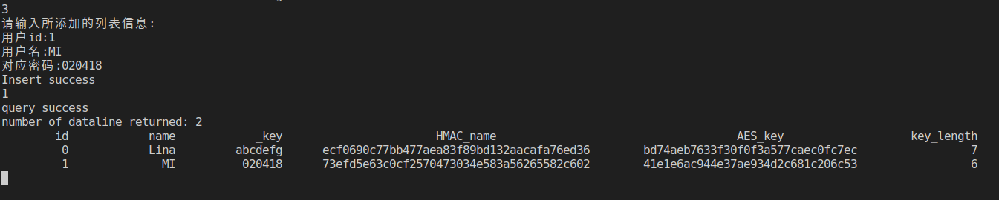 3
请输入所添加的列表信息:
用户id:1
用户名:MI
对应密码:020418
Insert success
1
query success
number of dataline returned: 2
id name _key HMAC_name AES_key key_length
0 Lina abcdefg ecf0690c77bb477aea83f89bd132aacafa76ed36 bd74aeb7633f30f0f3a577caec0fc7ec 7
1 MI 020418 73efd5e63c0cf2570473034e583a56265582c602 41e1e6ac944e37ae934d2c681c206c53 6